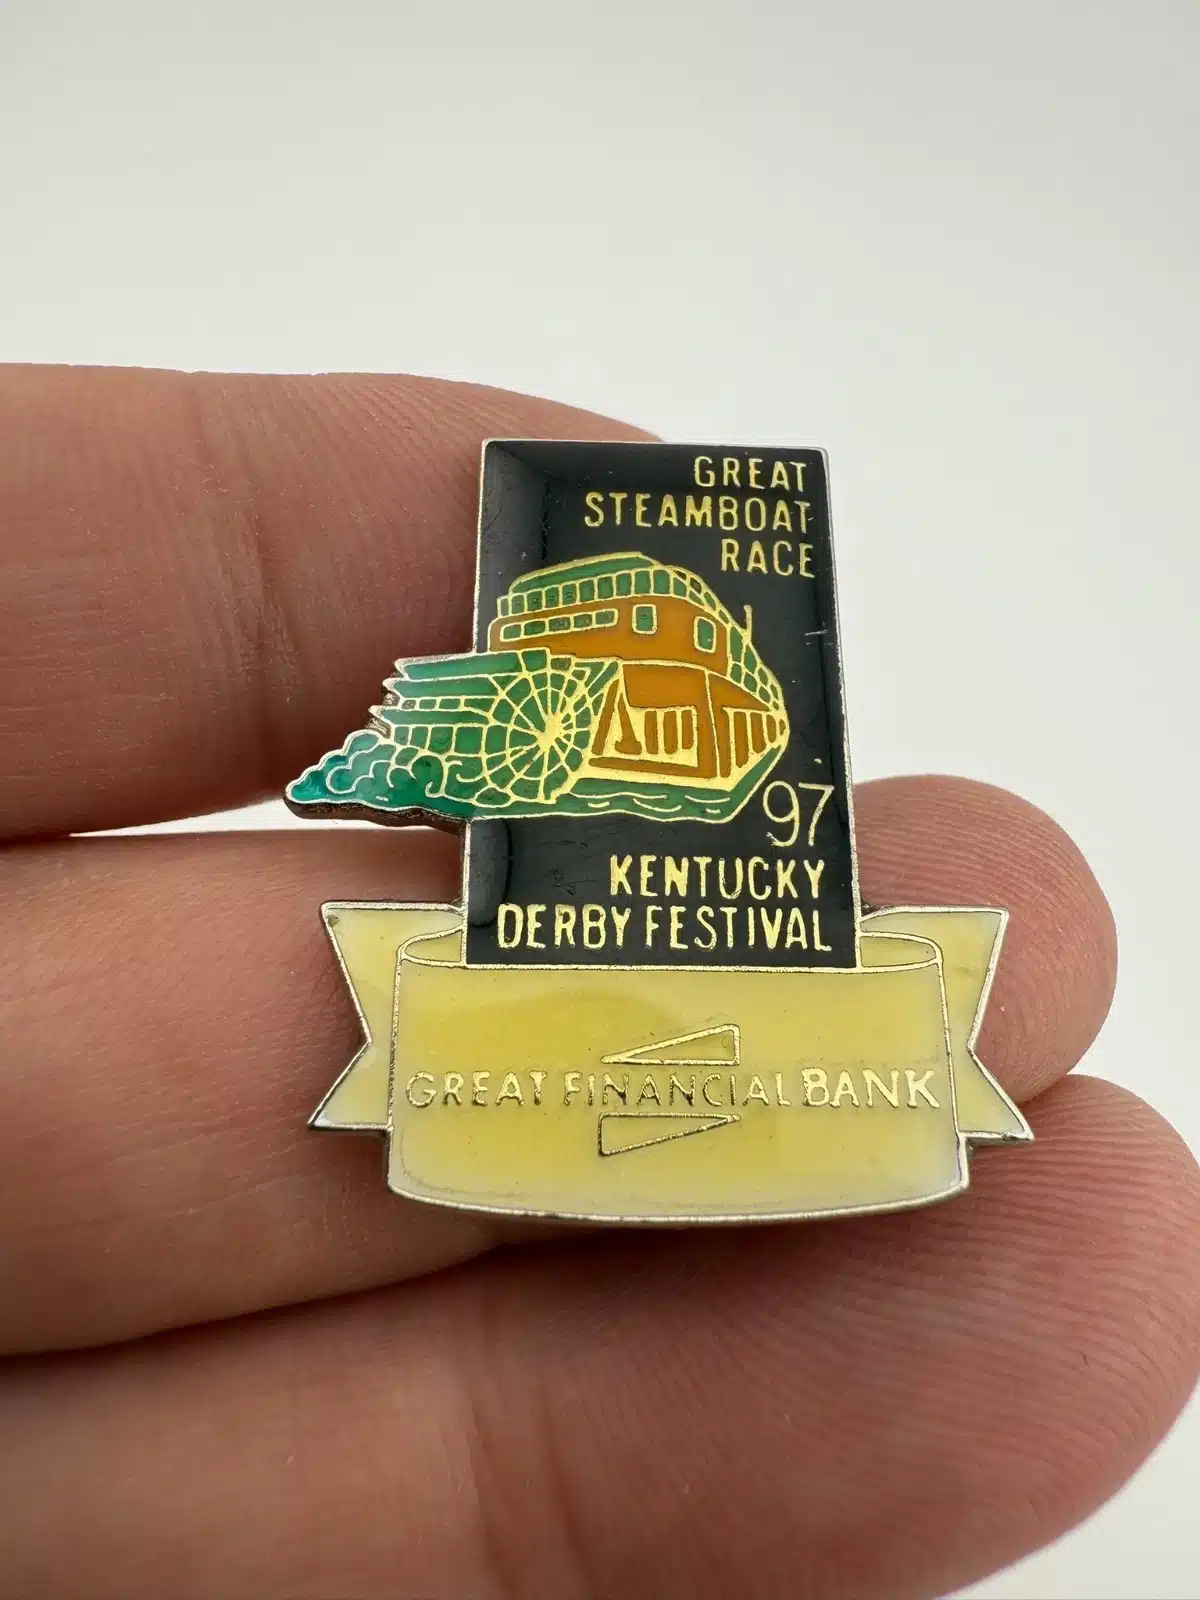 GREAT
STEAMBOAT
RACE
97
KENTUCKY
DERBY FESTIVAL
GREAT FINANCIAL BANK